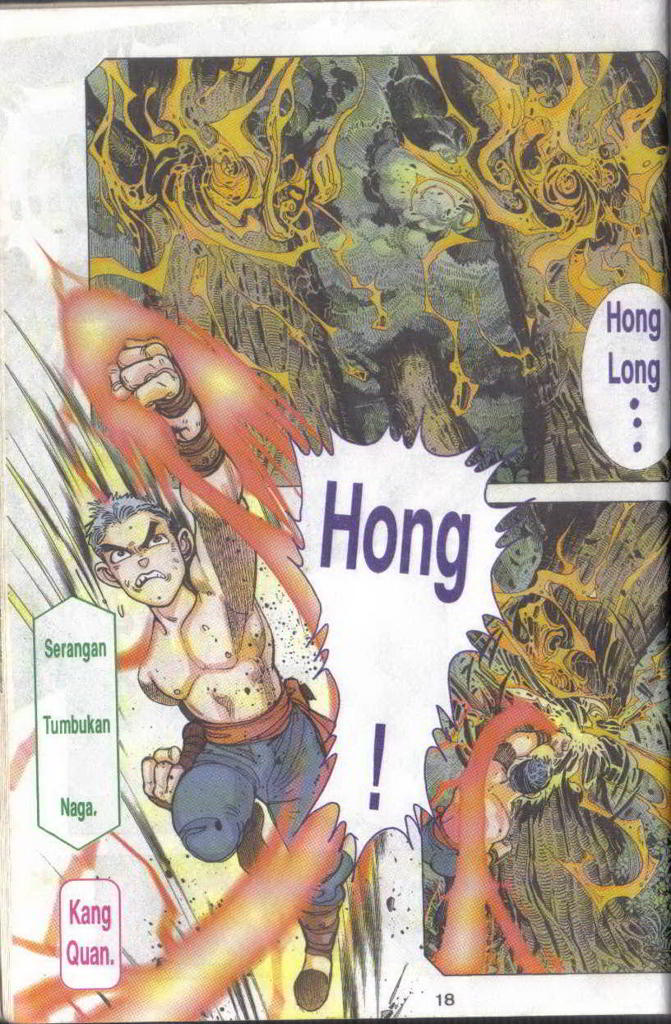 Hong
Long
...
Hong
!
Serangan
Tumbukan
Naga.
Kang
Quan.
18